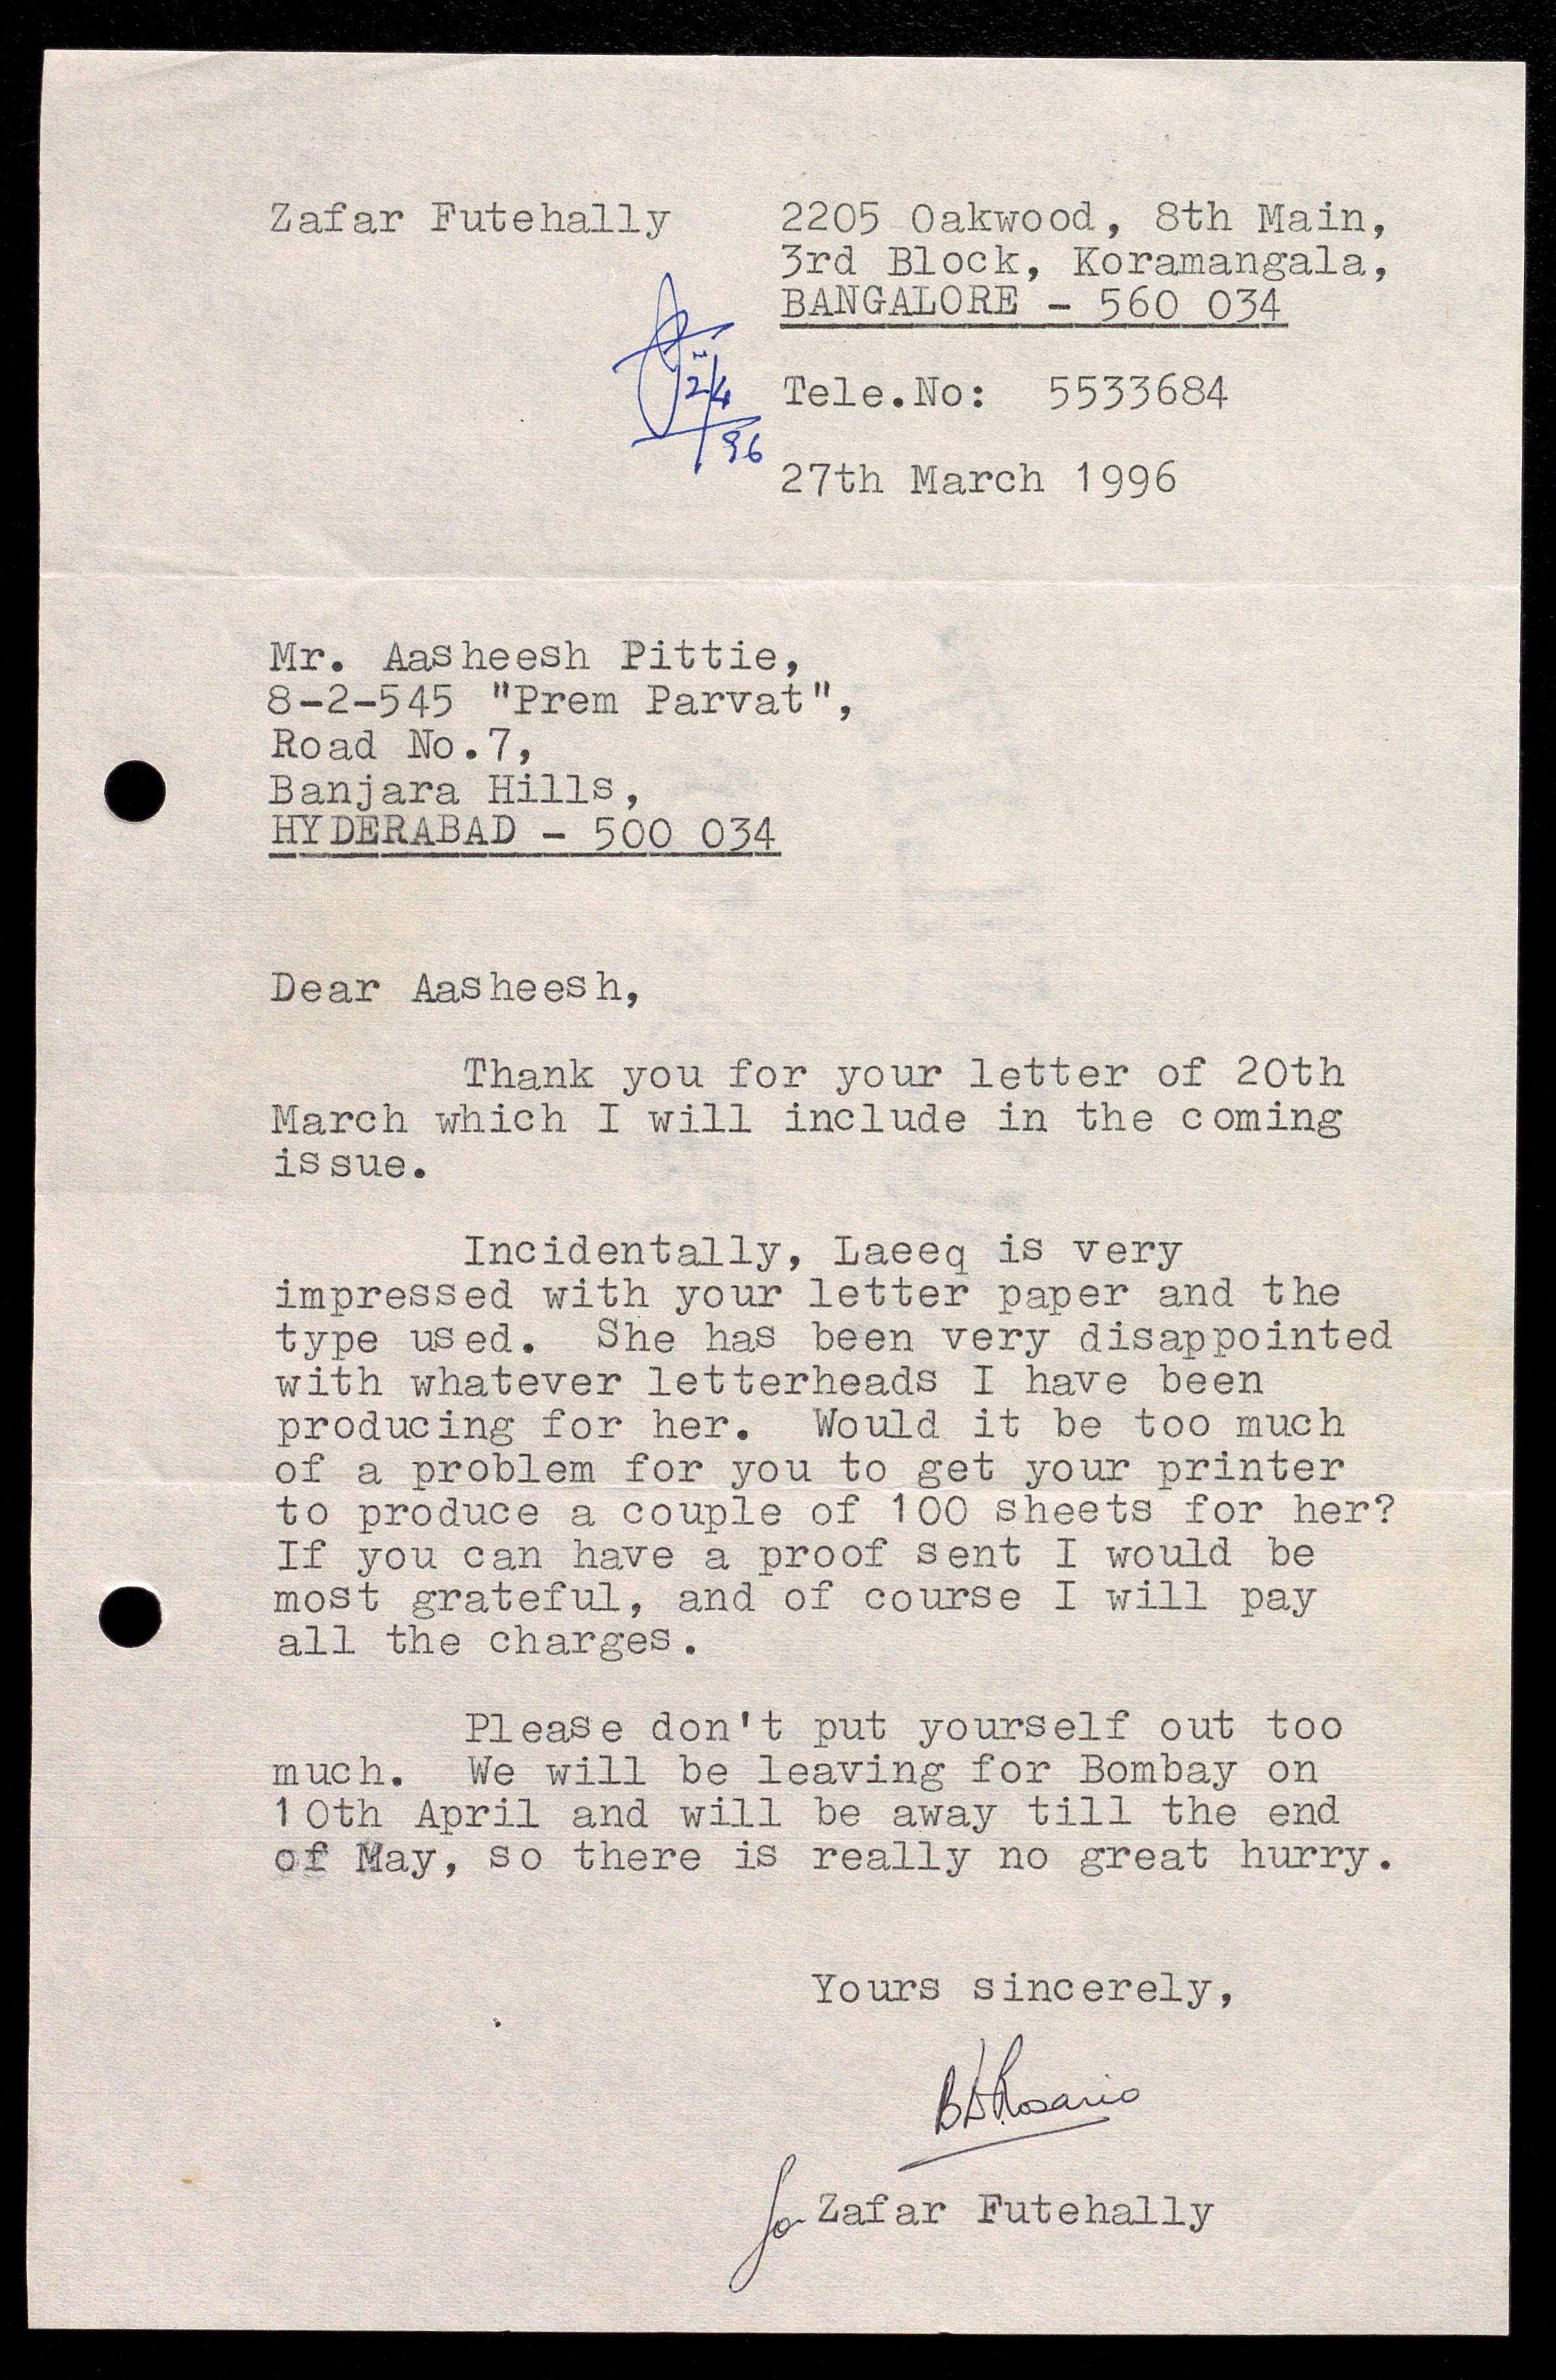 Zafar Futehally
2205 Oakwood, 8th Main,
3rd Block, Koramangala,
BANGALORE - 560 034
2/4
96
Tele.No: 5533684
27th March 1996
Mr. Aasheesh Pittie,
8-2-545 "Prem Parvat",
Road No.7,
Banjara Hills,
HYDERABAD - 500 034
Dear Aasheesh,
Thank you for your letter of 20th
March which I will include in the coming
issue.
Incidentally, Laeeq is very
impressed with your letter paper and the
type used. She has been very disappointed
with whatever letterheads I have been
producing for her. Would it be too much
of a problem for you to get your printer
to produce a couple of 100 sheets for her?
If you can have a proof sent I would be
most grateful, and of course I will pay
all the charges.
Please don't put yourself out too
much. We will be leaving for Bombay on
10th April and will be away till the end
of May, so there is really no great hurry.
Yours sincerely,
B D'Rosario
for Zafar Futehally